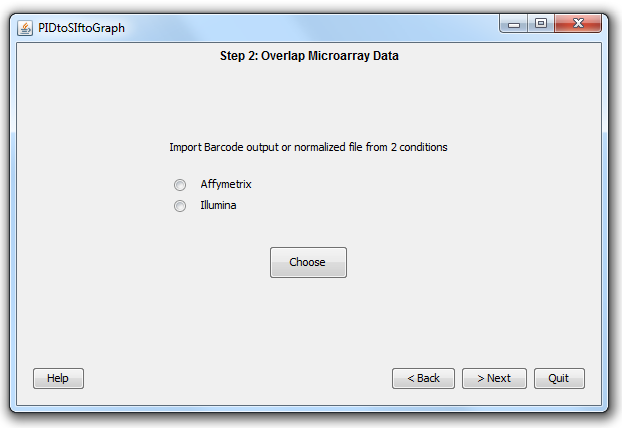 PIDtoSIftoGraph
Step 2: Overlap Microarray Data
Import Barcode output or normalized file from 2 conditions
Affymetrix
Illumina
Choose
Help
< Back
> Next
Quit